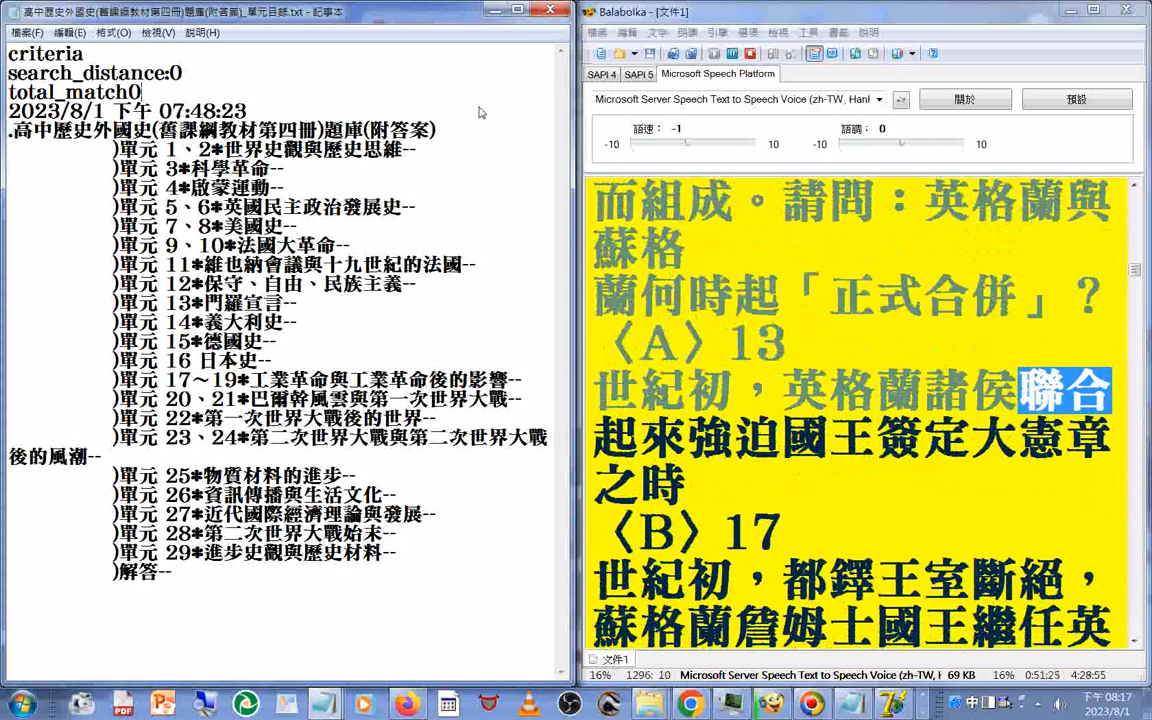 高中歷史外國史(舊課綱教材第四冊)題庫(附答案)_單元目錄.txt - 記事本
檔案(F) 編輯(E) 格式(O) 檢視(V) 說明(H)
criteria
search_distance:0
total_match0
2023/8/1 下午 07:48:23
.高中歷史外國史(舊課綱教材第四冊)題庫(附答案)
)單元 1、2*世界史觀與歷史思維--
)單元 3*科學革命--
)單元 4*啟蒙運動--
)單元 5、6*英國民主政治發展史--
)單元 7、8*美國史--
)單元 9、10*法國大革命--
)單元 11*維也納會議與十九世紀的法國--
)單元 12*保守、自由、民族主義--
)單元 13*門羅宣言--
)單元 14*義大利史--
)單元 15*德國史--
)單元 16 日本史--
)單元 17～19*工業革命與工業革命後的影響--
)單元 20、21*巴爾幹風雲與第一次世界大戰--
)單元 22*第一次世界大戰後的世界--
)單元 23、24*第二次世界大戰與第二次世界大戰
後的風潮--
)單元 25*物質材料的進步--
)單元 26*資訊傳播與生活文化--
)單元 27*近代國際經濟理論與發展--
)單元 28*第二次世界大戰始末--
)單元 29*進步史觀與歷史材料--
)解答--
Balabolka - [文件1]
檔案 編輯 文字 朗讀 引擎 選項 檢視 工具 書籤 說明
SAPI 4 SAPI 5 Microsoft Speech Platform
Microsoft Server Speech Text to Speech Voice (zh-TW, Hanl
關於 預設
語速： -1 語調： 0
-10 10 -10 10
而組成。請問：英格蘭與
蘇格
蘭何時起「正式合併」？
〈A〉13
世紀初，英格蘭諸侯聯合
起來強迫國王簽定大憲章
之時
〈B〉17
世紀初，都鐸王室斷絕，
蘇格蘭詹姆士國王繼任英
文件1
16% 1296: 10 Microsoft Server Speech Text to Speech Voice (zh-TW, I 69 KB 16% 0:51:25 4:28:55
下午 08:17
2023/8/1